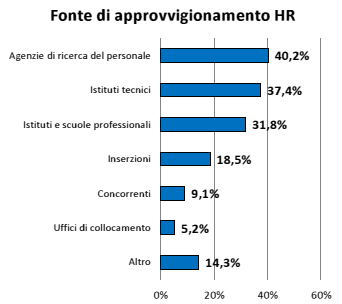 Fonte di approvvigionamento HR
Agenzie di ricerca del personale 40,2%
Istituti tecnici 37,4%
Istituti e scuole professionali 31,8%
Inserzioni 18,5%
Concorrenti 9,1%
Uffici di collocamento 5,2%
Altro 14,3%
0% 20% 40% 60%